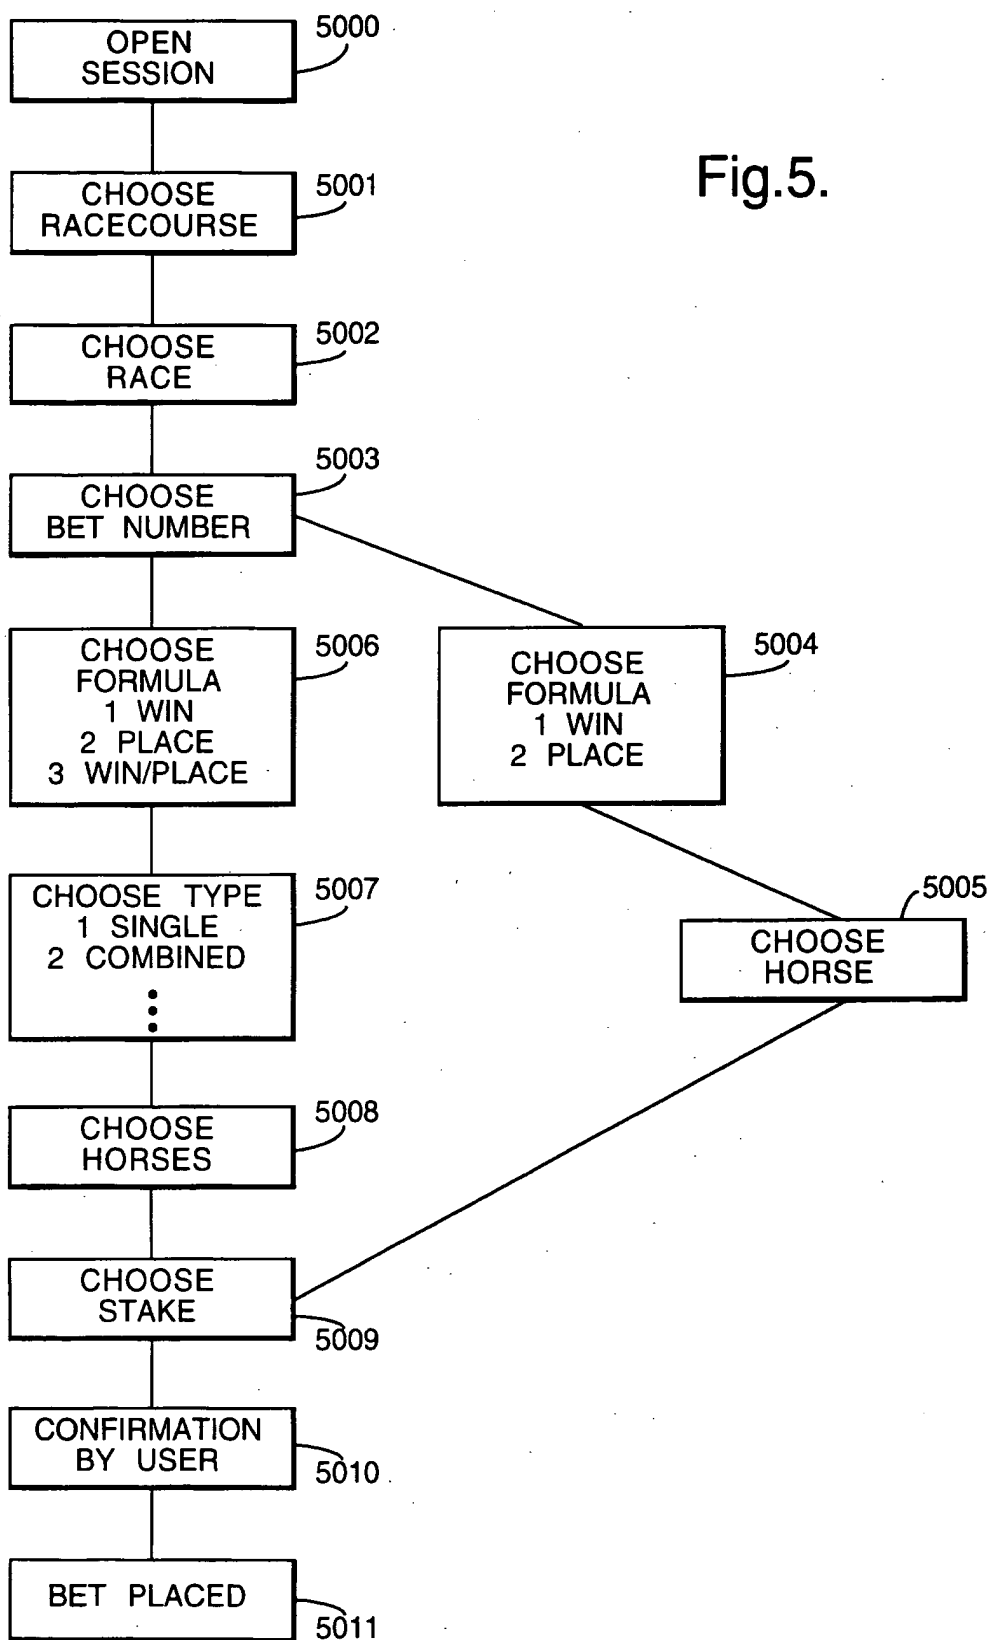 5000
OPEN
SESSION
Fig.5.
5001
CHOOSE
RACECOURSE
5002
CHOOSE
RACE
5003
CHOOSE
BET NUMBER
5006
CHOOSE
FORMULA
1 WIN
2 PLACE
3 WIN/PLACE
5004
CHOOSE
FORMULA
1 WIN
2 PLACE
5007
CHOOSE TYPE
1 SINGLE
2 COMBINED
5005
CHOOSE
HORSE
5008
CHOOSE
HORSES
CHOOSE
STAKE
5009
CONFIRMATION
BY USER
5010
BET PLACED
5011